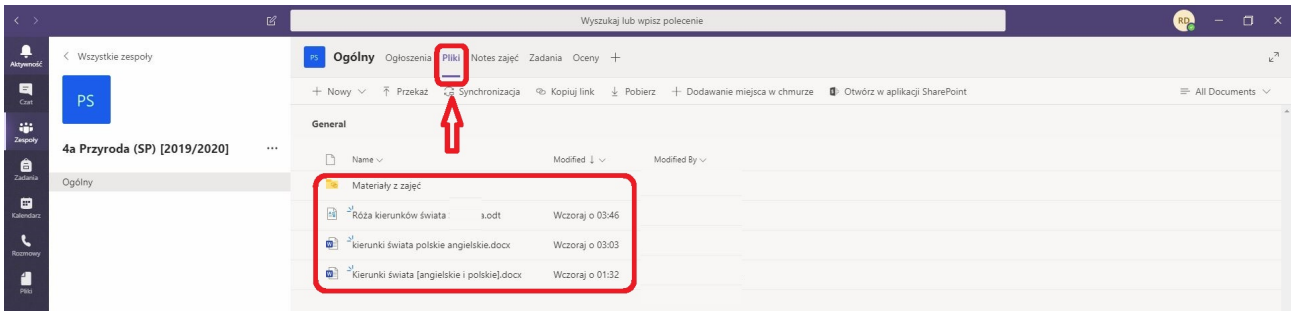 Wyszukaj lub wpisz polecenie
RD
Aktywność
Czat
Zespoły
Zadania
Kalendarz
Rozmowy
Pliki
Wszystkie zespoły
PS
4a Przyroda (SP) [2019/2020] ...
Ogólny
PS Ogólny Ogłoszenia Pliki Notes zajęć Zadania Oceny +
+ Nowy Przekaż Synchronizacja Kopiuj link Pobierz + Dodawanie miejsca w chmurze Otwórz w aplikacji SharePoint All Documents
General
Name Modified ↓ Modified By
Materiały z zajęć
Róża kierunków świata .odt Wczoraj o 03:46
kierunki świata polskie angielskie.docx Wczoraj o 03:03
Kierunki świata [angielskie i polskie].docx Wczoraj o 01:32